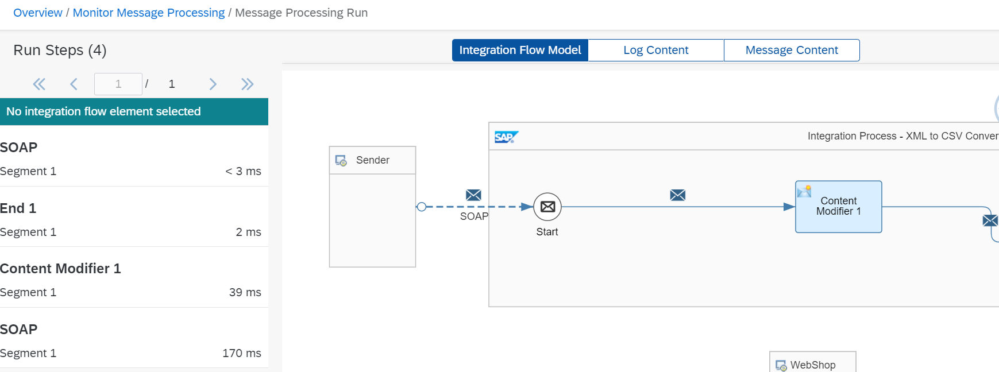 Overview / Monitor Message Processing / Message Processing Run
Run Steps (4)
Integration Flow Model
Log Content
Message Content
1 / 1
No integration flow element selected
SOAP
Segment 1
< 3 ms
End 1
Segment 1
2 ms
Content Modifier 1
Segment 1
39 ms
SOAP
Segment 1
170 ms
Sender
SOAP
SAP
Integration Process - XML to CSV Conver
Start
Content
Modifier 1
WebShop